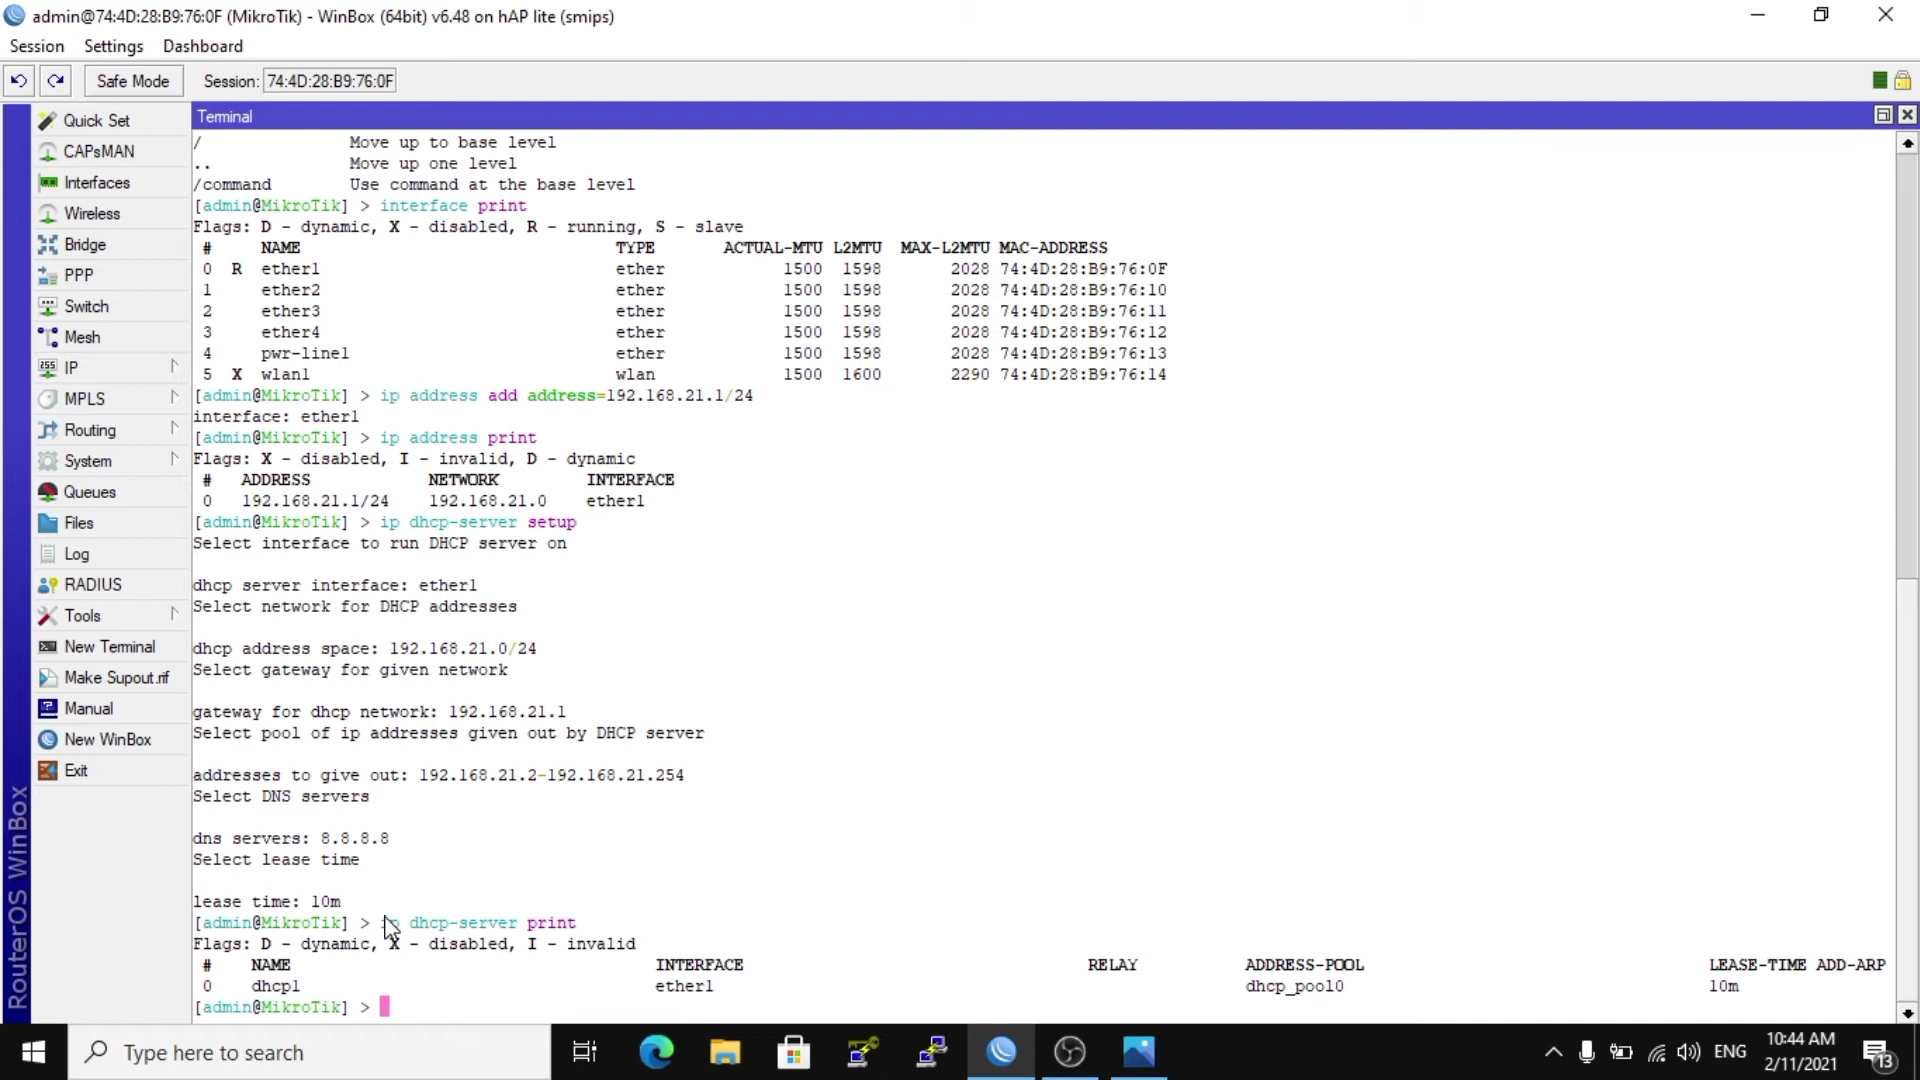 admin@74:4D:28:B9:76:0F (MikroTik) - WinBox (64bit) v6.48 on hAP lite (smips)
Session Settings Dashboard
Safe Mode Session: 74:4D:28:B9:76:0F
Quick Set
CAPsMAN
Interfaces
Wireless
Bridge
PPP
Switch
Mesh
IP
MPLS
Routing
System
Queues
Files
Log
RADIUS
Tools
New Terminal
Make Supout.rif
Manual
New WinBox
Exit
RouterOS WinBox
Terminal
/ Move up to base level
.. Move up one level
/command Use command at the base level
[admin@MikroTik] > interface print
Flags: D - dynamic, X - disabled, R - running, S - slave
# NAME TYPE ACTUAL-MTU L2MTU MAX-L2MTU MAC-ADDRESS
0 R ether1 ether 1500 1598 2028 74:4D:28:B9:76:0F
1 ether2 ether 1500 1598 2028 74:4D:28:B9:76:10
2 ether3 ether 1500 1598 2028 74:4D:28:B9:76:11
3 ether4 ether 1500 1598 2028 74:4D:28:B9:76:12
4 pwr-line1 ether 1500 1598 2028 74:4D:28:B9:76:13
5 X wlan1 wlan 1500 1600 2290 74:4D:28:B9:76:14
[admin@MikroTik] > ip address add address=192.168.21.1/24
interface: ether1
[admin@MikroTik] > ip address print
Flags: X - disabled, I - invalid, D - dynamic
# ADDRESS NETWORK INTERFACE
0 192.168.21.1/24 192.168.21.0 ether1
[admin@MikroTik] > ip dhcp-server setup
Select interface to run DHCP server on
dhcp server interface: ether1
Select network for DHCP addresses
dhcp address space: 192.168.21.0/24
Select gateway for given network
gateway for dhcp network: 192.168.21.1
Select pool of ip addresses given out by DHCP server
addresses to give out: 192.168.21.2-192.168.21.254
Select DNS servers
dns servers: 8.8.8.8
Select lease time
lease time: 10m
[admin@MikroTik] > ip dhcp-server print
Flags: D - dynamic, X - disabled, I - invalid
# NAME INTERFACE RELAY ADDRESS-POOL LEASE-TIME ADD-ARP
0 dhcp1 ether1 dhcp_pool0 10m
[admin@MikroTik] >
Type here to search
ENG
10:44 AM
2/11/2021
13